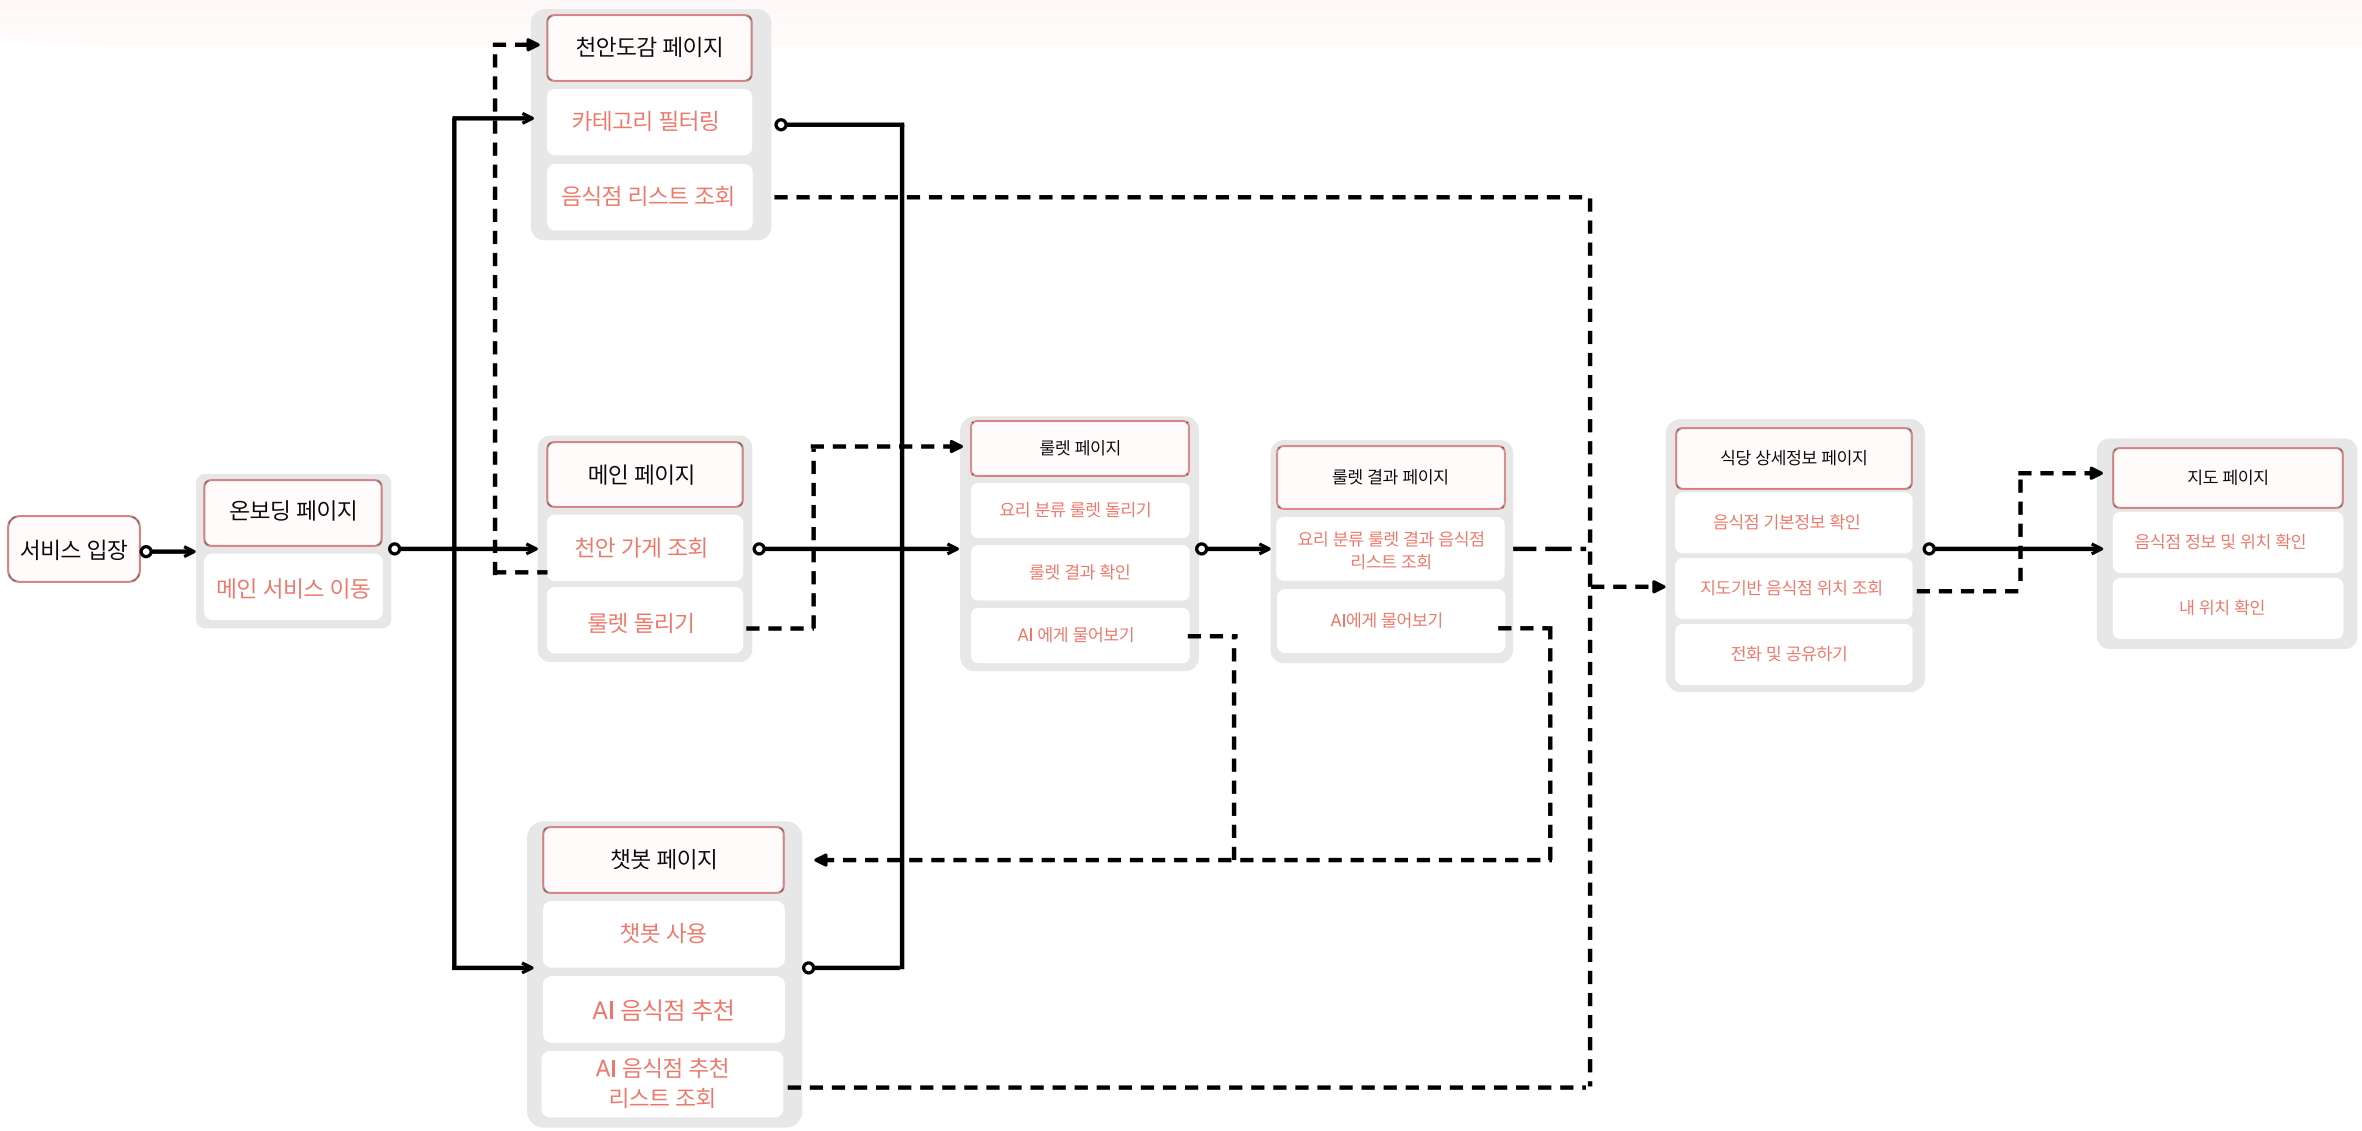 서비스 입장
온보딩 페이지
메인 서비스 이동
천안도감 페이지
카테고리 필터링
음식점 리스트 조회
메인 페이지
천안 가게 조회
룰렛 돌리기
챗봇 페이지
챗봇 사용
AI 음식점 추천
AI 음식점 추천
리스트 조회
룰렛 페이지
요리 분류 룰렛 돌리기
룰렛 결과 확인
AI 에게 물어보기
룰렛 결과 페이지
요리 분류 룰렛 결과 음식점
리스트 조회
AI에게 물어보기
식당 상세정보 페이지
음식점 기본정보 확인
지도기반 음식점 위치 조회
전화 및 공유하기
지도 페이지
음식점 정보 및 위치 확인
내 위치 확인